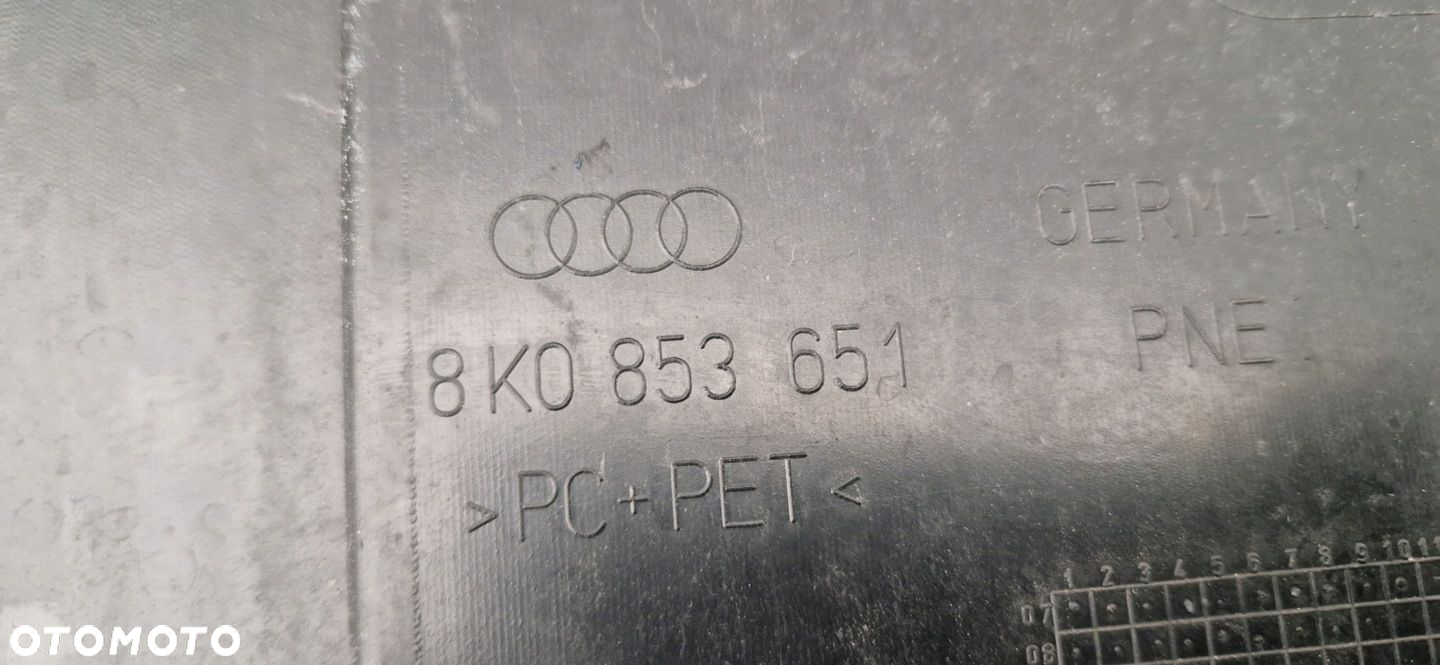 GERMANY
8K0 853 651
PNE
>PC+PET<
1 2 3 4 5 6 7 8 9 10 11
07
08
OTOMOTO